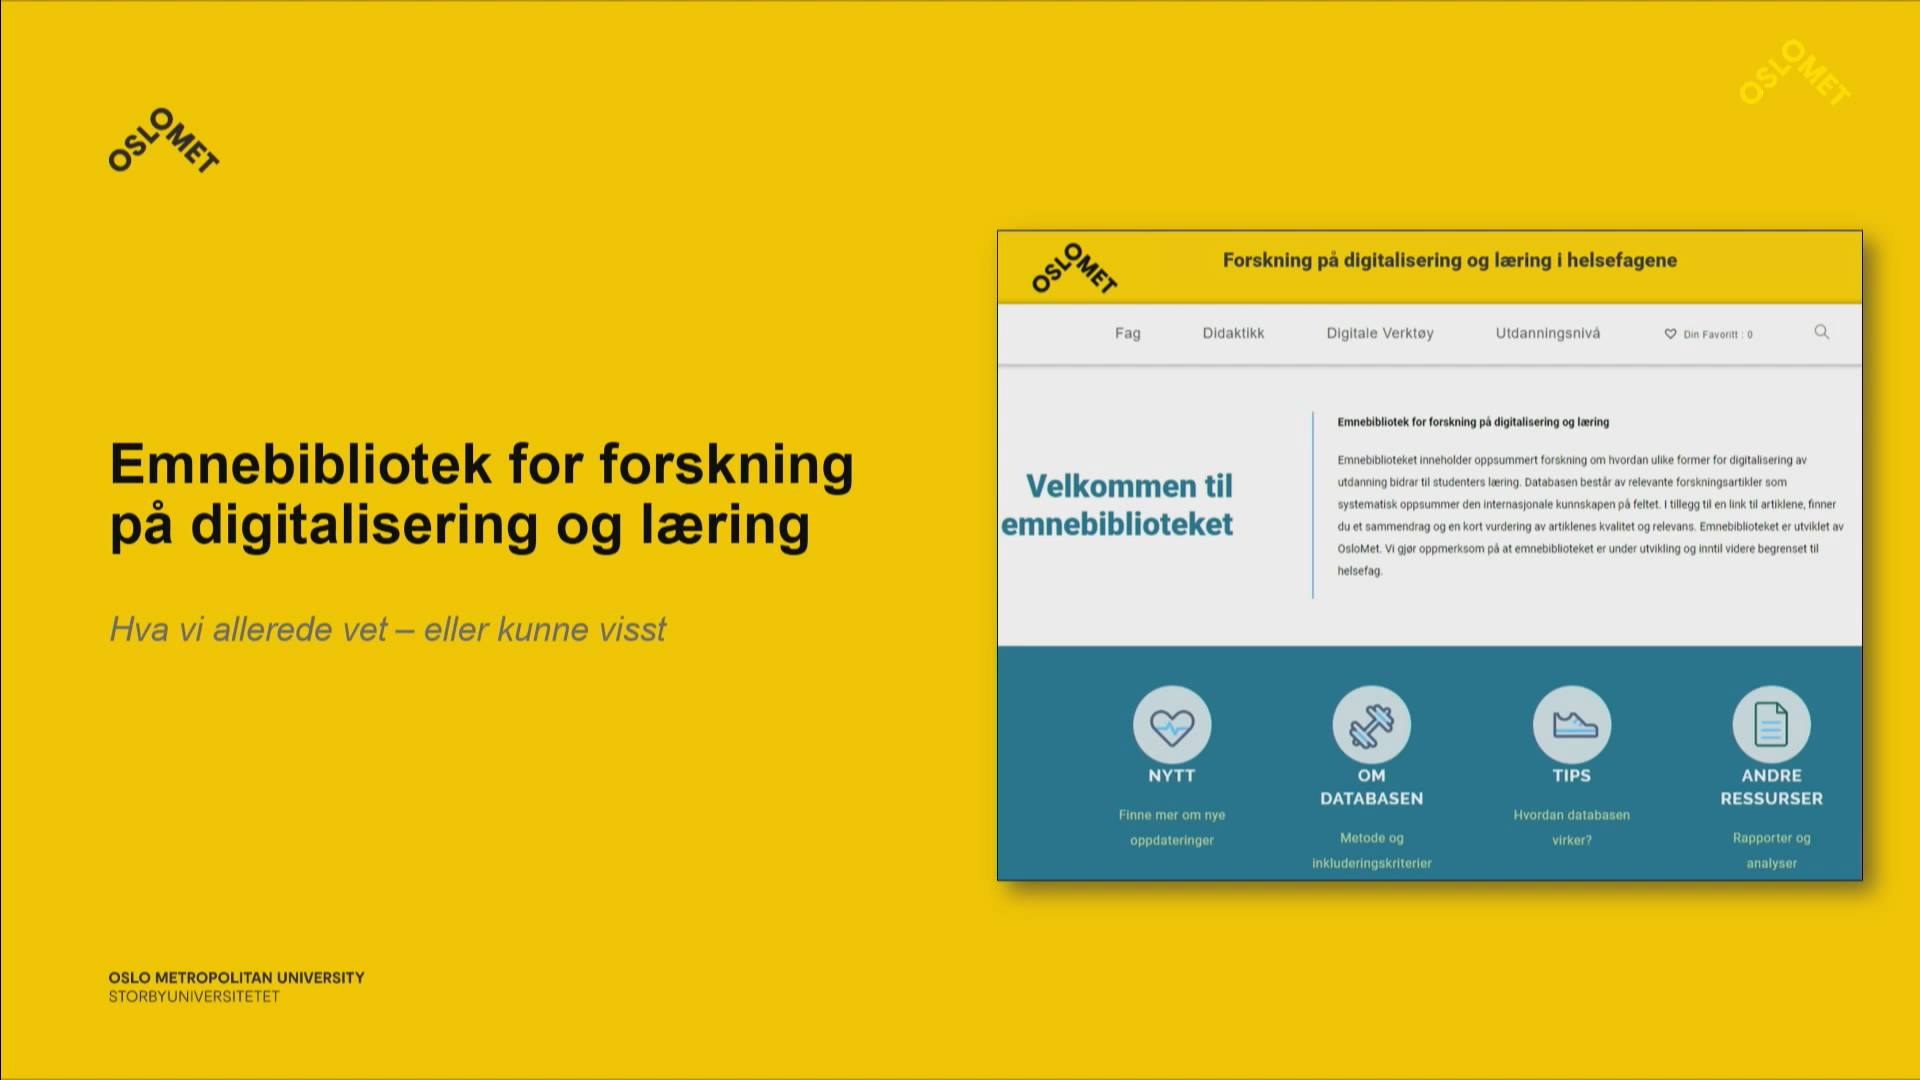 OSLOMET
OSLOMET
Emnebibliotek for forskning
på digitalisering og læring
Hva vi allerede vet – eller kunne visst
OSLO METROPOLITAN UNIVERSITY
STORBYUNIVERSITETET
OSLOMET
Forskning på digitalisering og læring i helsefagene
Fag
Didaktikk
Digitale Verktøy
Utdanningsnivå
Din Favoritt : 0
Velkommen til
emnebiblioteket
Emnebibliotek for forskning på digitalisering og læring
Emnebiblioteket inneholder oppsummert forskning om hvordan ulike former for digitalisering av
utdanning bidrar til studenters læring. Databasen består av relevante forskningsartikler som
systematisk oppsummer den internasjonale kunnskapen på feltet. I tillegg til en link til artiklene, finner
du et sammendrag og en kort vurdering av artiklenes kvalitet og relevans. Emnebiblioteket er utviklet av
OsloMet. Vi gjør oppmerksom på at emnebiblioteket er under utvikling og inntil videre begrenset til
helsefag.
NYTT
Finne mer om nye
oppdateringer
OM
DATABASEN
Metode og
inkluderingskriterier
TIPS
Hvordan databasen
virker?
ANDRE
RESSURSER
Rapporter og
analyser